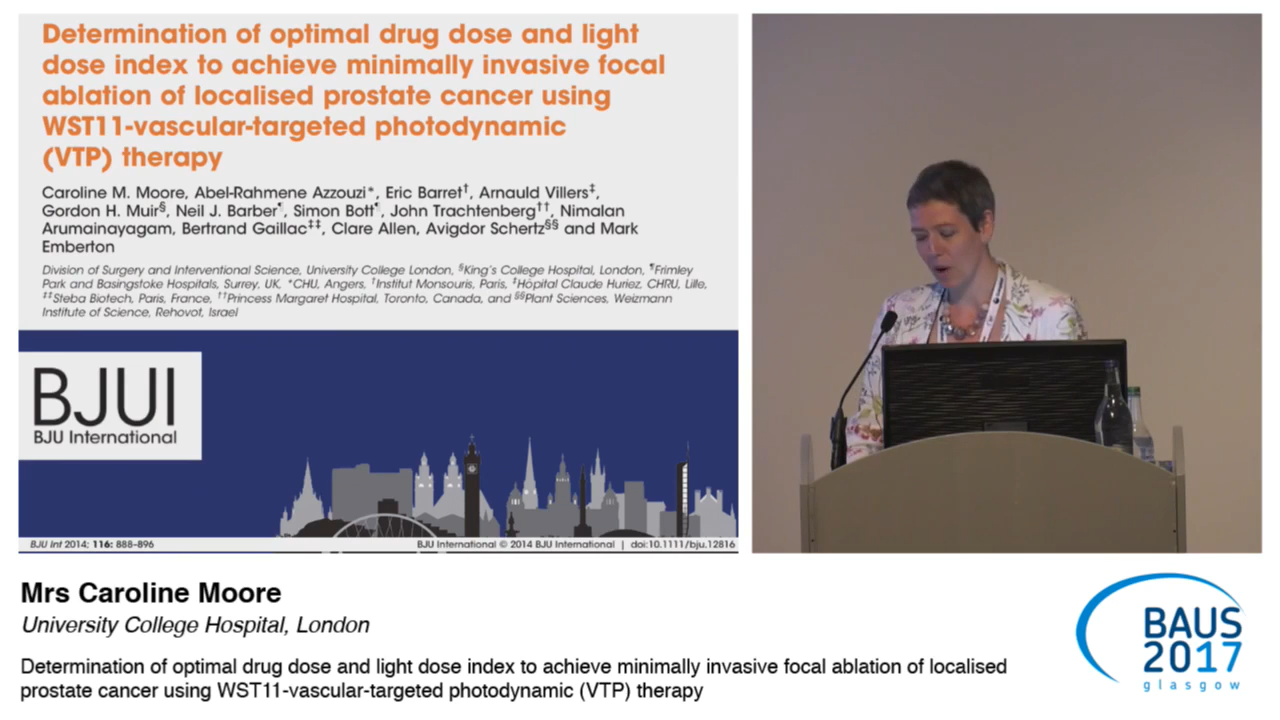 Determination of optimal drug dose and light
dose index to achieve minimally invasive focal
ablation of localised prostate cancer using
WST11-vascular-targeted photodynamic
(VTP) therapy
Caroline M. Moore, Abel-Rahmene Azzouzi*, Eric Barret†, Arnauld Villers‡,
Gordon H. Muir§, Neil J. Barber¶, Simon Bott¶, John Trachtenberg††, Nimalan
Arumainayagam, Bertrand Gaillac‡‡, Clare Allen, Avigdor Schertz§§ and Mark
Emberton
Division of Surgery and Interventional Science, University College London, §King's College Hospital, London, ¶Frimley
Park and Basingstoke Hospitals, Surrey, UK. *CHU, Angers, †Institut Monsouris, Paris, ‡Hôpital Claude Huriez, CHRU, Lille,
‡‡Steba Biotech, Paris, France, ††Princess Margaret Hospital, Toronto, Canada, and §§Plant Sciences, Weizmann
Institute of Science, Rehovot, Israel
BJUI
BJU International
BJU Int 2014; 116: 888–896
BJU International © 2014 BJU International | doi:10.1111/bju.12816
Mrs Caroline Moore
University College Hospital, London
Determination of optimal drug dose and light dose index to achieve minimally invasive focal ablation of localised
prostate cancer using WST11-vascular-targeted photodynamic (VTP) therapy
BAUS
2017
glasgow